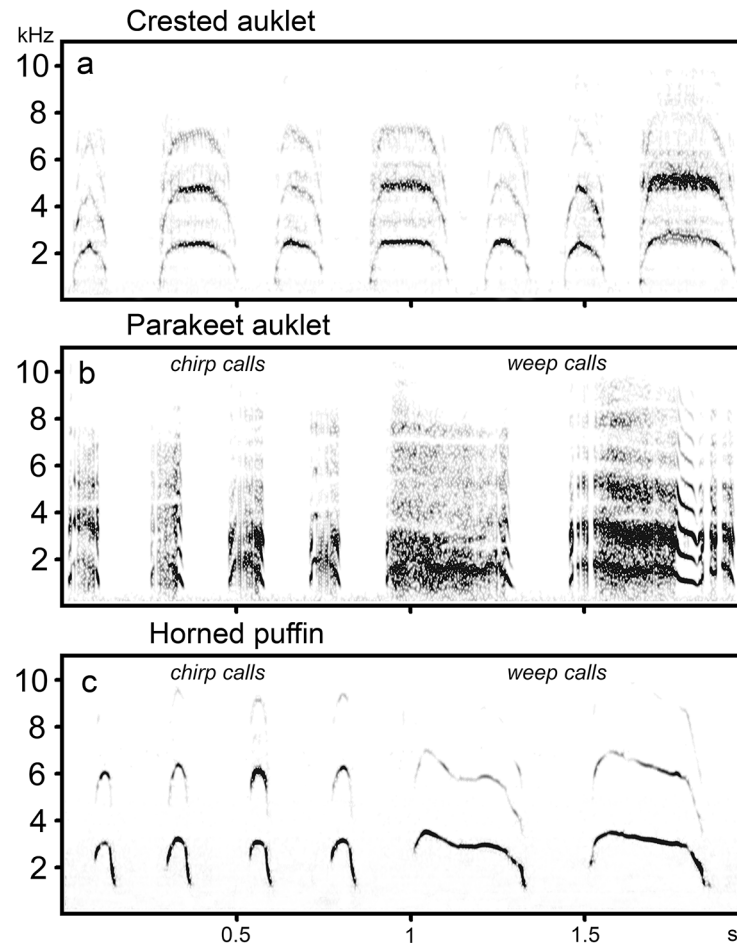 Crested auklet
kHz
a
10
8
6
4
2
Parakeet auklet
b
chirp calls
weep calls
10
8
6
4
2
Horned puffin
c
chirp calls
weep calls
10
8
6
4
2
0.5
1
1.5
s